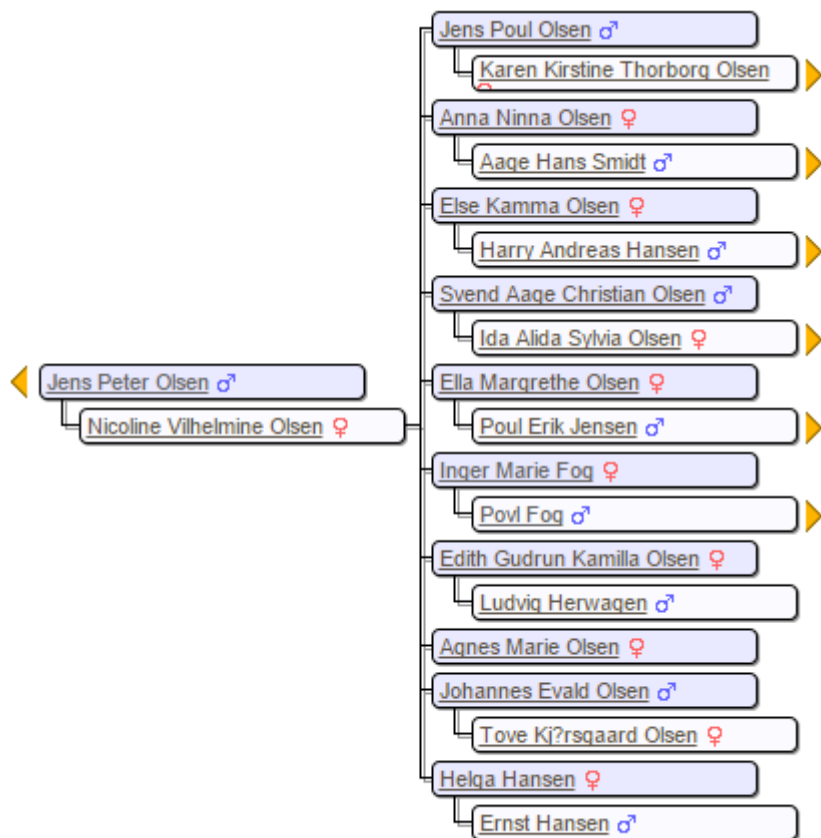 Jens Poul Olsen ♂
Karen Kirstine Thorborg Olsen
♀
Anna Ninna Olsen ♀
Aage Hans Smidt ♂
Else Kamma Olsen ♀
Harry Andreas Hansen ♂
Svend Aage Christian Olsen ♂
Ida Alida Sylvia Olsen ♀
Jens Peter Olsen ♂
Nicoline Vilhelmine Olsen ♀
Ella Margrethe Olsen ♀
Poul Erik Jensen ♂
Inger Marie Fog ♀
Povl Fog ♂
Edith Gudrun Kamilla Olsen ♀
Ludvig Herwagen ♂
Agnes Marie Olsen ♀
Johannes Evald Olsen ♂
Tove Kj?rsgaard Olsen ♀
Helga Hansen ♀
Ernst Hansen ♂